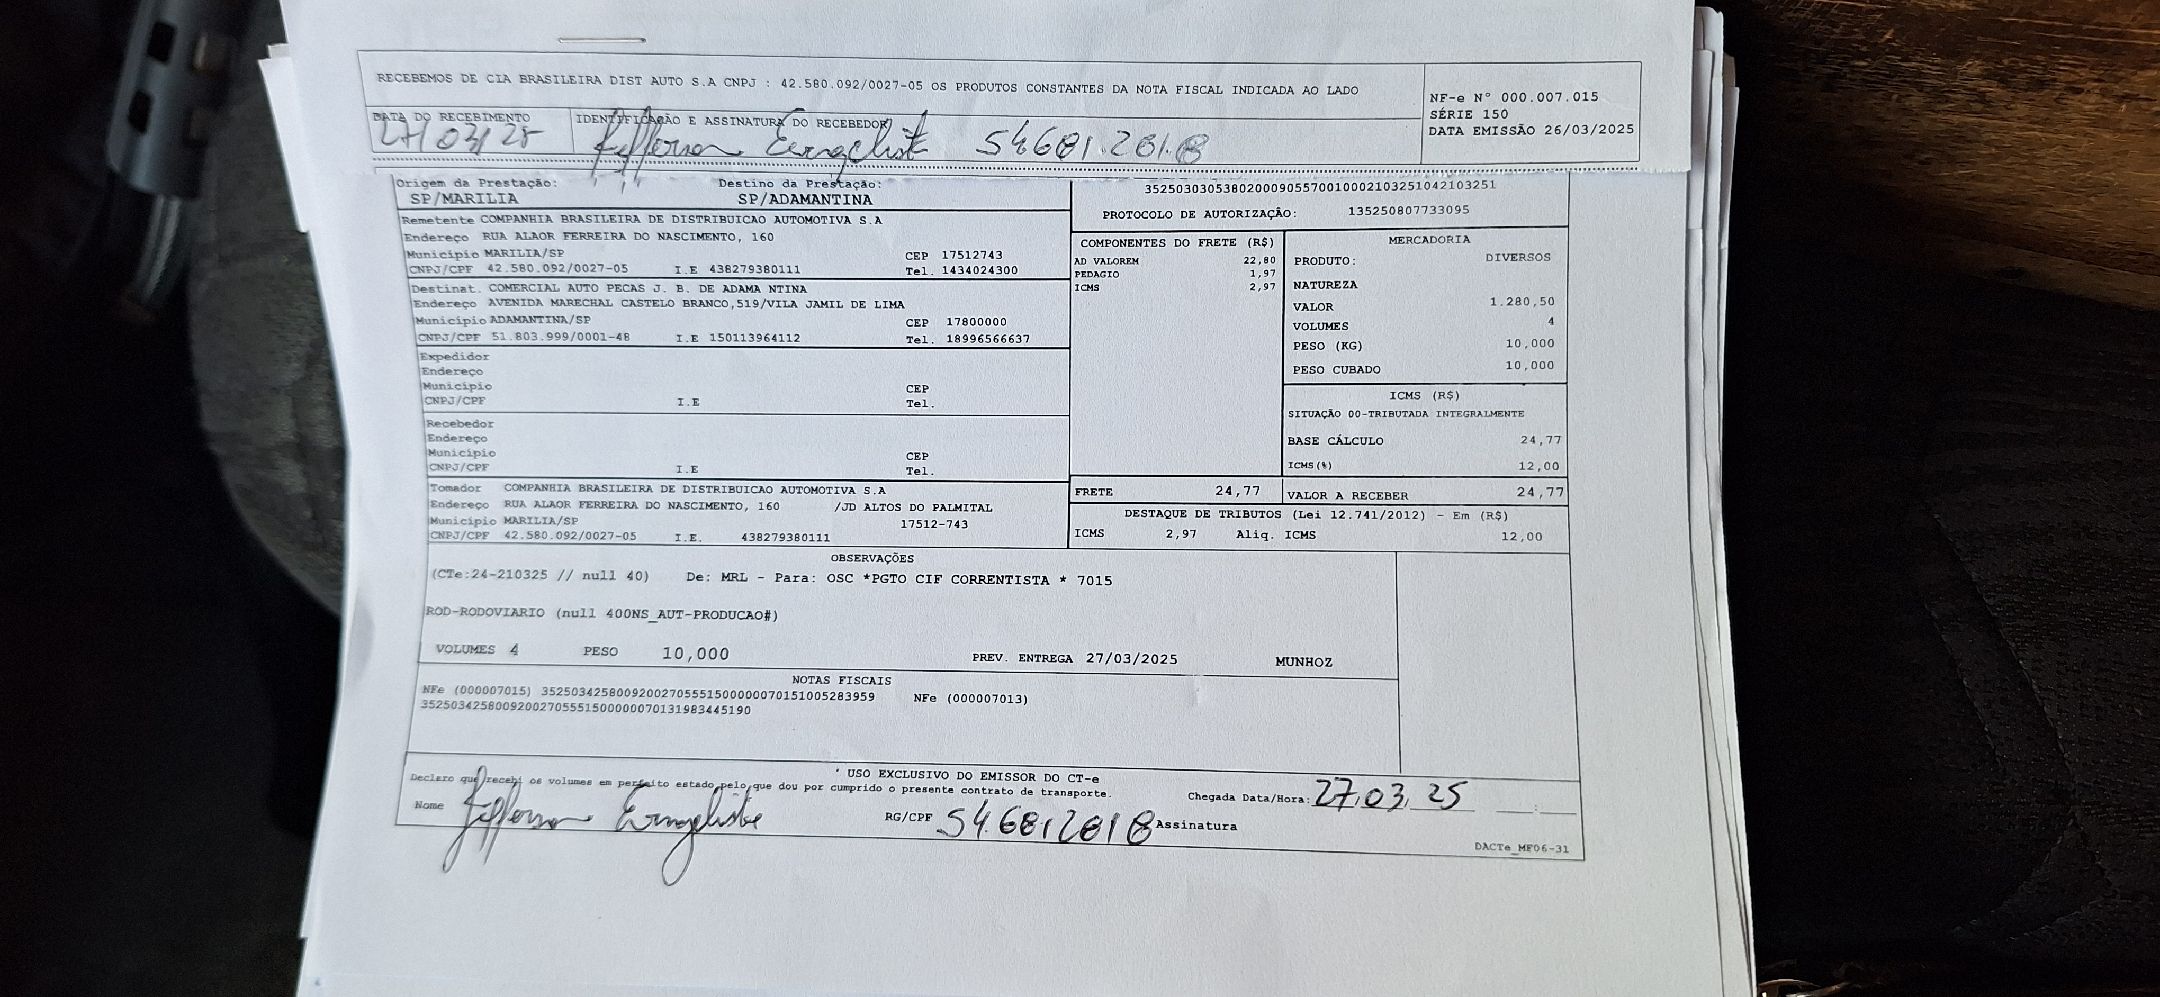 RECEBEMOS DE CIA BRASILEIRA DIST AUTO S.A CNPJ : 42.580.092/0027-05 OS PRODUTOS CONSTANTES DA NOTA FISCAL INDICADA AO LADO
NF-e Nº 000.007.015
SÉRIE 150
DATA EMISSÃO 26/03/2025
DATA DO RECEBIMENTO IDENTIFICAÇÃO E ASSINATURA DO RECEBEDOR
27/03/25 Jefferson Evangelista 54.681.281.8
Origem da Prestação: Destino da Prestação:
SP/MARILIA SP/ADAMANTINA
35250303053802000905570010002103251042103251
PROTOCOLO DE AUTORIZAÇÃO: 135250807733095
Remetente COMPANHIA BRASILEIRA DE DISTRIBUICAO AUTOMOTIVA S.A
Endereço RUA ALAOR FERREIRA DO NASCIMENTO, 160
Município MARILIA/SP CEP 17512743
CNPJ/CPF 42.580.092/0027-05 I.E 438279380111 Tel. 1434024300
Destinat. COMERCIAL AUTO PECAS J. B. DE ADAMA NTINA
Endereço AVENIDA MARECHAL CASTELO BRANCO,519/VILA JAMIL DE LIMA
Município ADAMANTINA/SP CEP 17800000
CNPJ/CPF 51.803.999/0001-48 I.E 150113964112 Tel. 18996566637
Expedidor
Endereço
Município CEP
CNPJ/CPF I.E Tel.
Recebedor
Endereço
Município CEP
CNPJ/CPF I.E Tel.
Tomador COMPANHIA BRASILEIRA DE DISTRIBUICAO AUTOMOTIVA S.A
Endereço RUA ALAOR FERREIRA DO NASCIMENTO, 160 /JD ALTOS DO PALMITAL
Município MARILIA/SP 17512-743
CNPJ/CPF 42.580.092/0027-05 I.E. 438279380111
COMPONENTES DO FRETE (R$)
AD VALOREM 22,80
PEDAGIO 1,97
ICMS 2,97
MERCADORIA
PRODUTO: DIVERSOS
NATUREZA
VALOR 1.280,50
VOLUMES 4
PESO (KG) 10,000
PESO CUBADO 10,000
ICMS (R$)
SITUAÇÃO 00-TRIBUTADA INTEGRALMENTE
BASE CÁLCULO 24,77
ICMS(%) 12,00
FRETE 24,77 VALOR A RECEBER 24,77
DESTAQUE DE TRIBUTOS (Lei 12.741/2012) - Em (R$)
ICMS 2,97 Aliq. ICMS 12,00
OBSERVAÇÕES
(CTe:24-210325 // null 40) De: MRL - Para: OSC *PGTO CIF CORRENTISTA * 7015
ROD-RODOVIARIO (null 400NS_AUT-PRODUCAO#)
VOLUMES 4 PESO 10,000 PREV. ENTREGA 27/03/2025 MUNHOZ
NOTAS FISCAIS
NFe (000007015) 35250342580092002705551500000070151005283959 NFe (000007013)
35250342580092002705551500000070131983445190
* USO EXCLUSIVO DO EMISSOR DO CT-e
Declaro que recebi os volumes em perfeito estado pelo que dou por cumprido o presente contrato de transporte. Chegada Data/Hora: 27,03, 25 :
Nome Jefferson Evangelista RG/CPF 54.6812818 Assinatura
DACTe_MF06-31